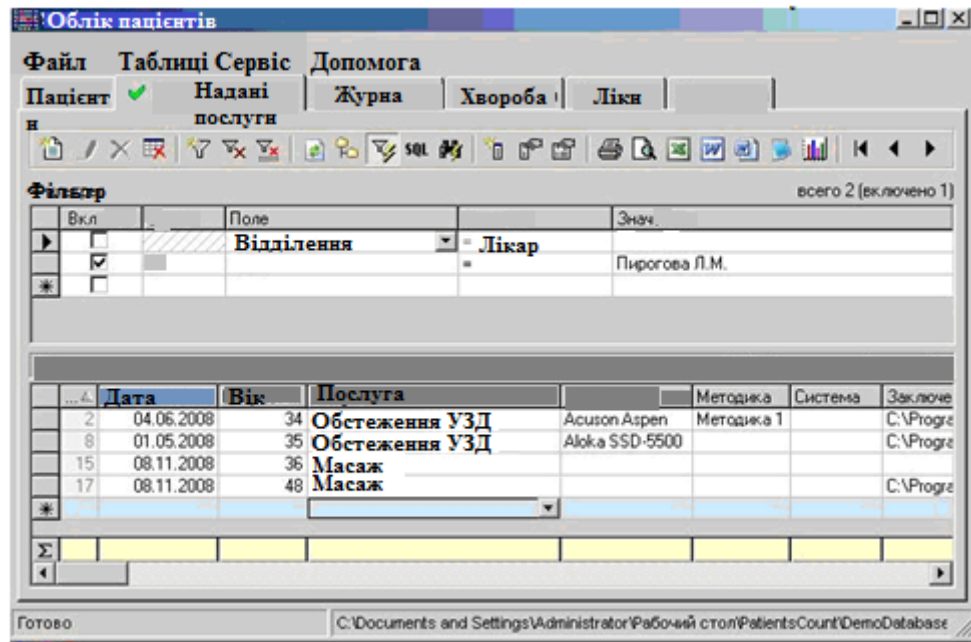 Облік пацієнтів
Файл Таблиці Сервіс Допомога
Пацієнт и Надані послуги Журна Хвороба Ліки
SQL
Фільтр всего 2 (включено 1)
Вкл Поле Знач.
Відділення = Лікар
= Пирогова Л.М.
... Дата Вік Послуга Методика Система Заключе
2 04.06.2008 34 Обстеження УЗД Acuson Aspen Методика 1 C:\Progra
8 01.05.2008 35 Обстеження УЗД Aloka SSD-5500 C:\Progra
15 08.11.2008 36 Масаж
17 08.11.2008 48 Масаж C:\Progra
Σ
Готово C:\Documents and Settings\Administrator\Рабочий стол\PatientsCount\DemoDatabase